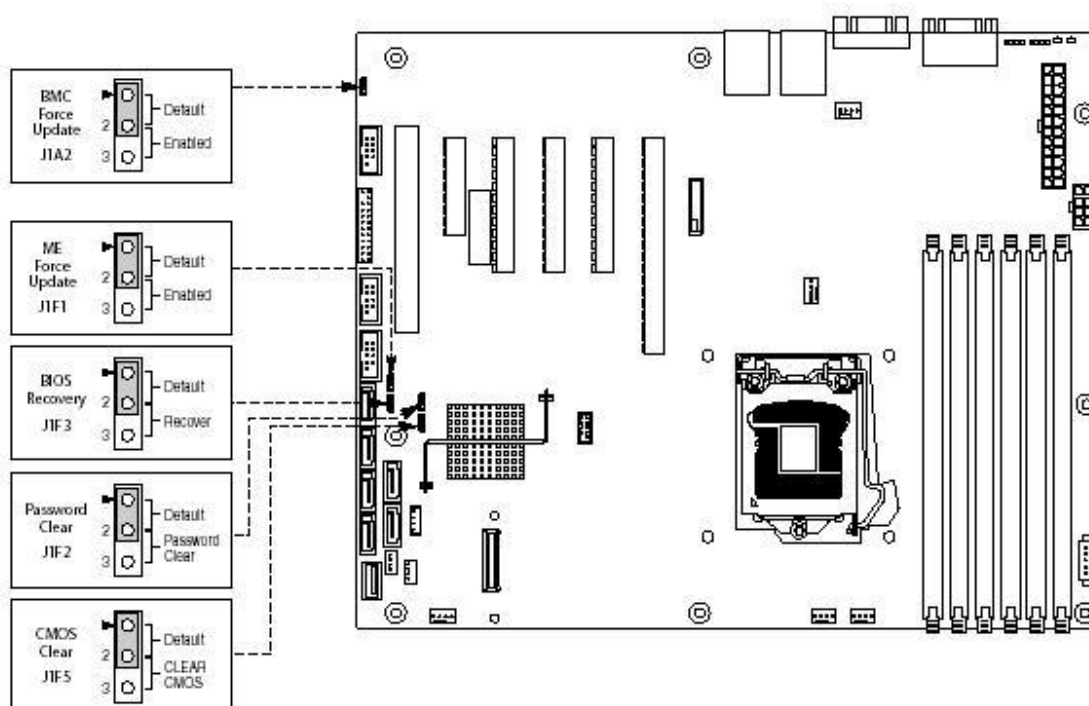 BMC
Force
Update
J1A2
2
3
Default
Enabled
ME
Force
Update
J1F1
2
3
Default
Enabled
BIOS
Recovery
J1F3
2
3
Default
Recover
Password
Clear
J1F2
2
3
Default
Password
Clear
CMOS
Clear
J1F5
2
3
Default
CLEAR
CMOS